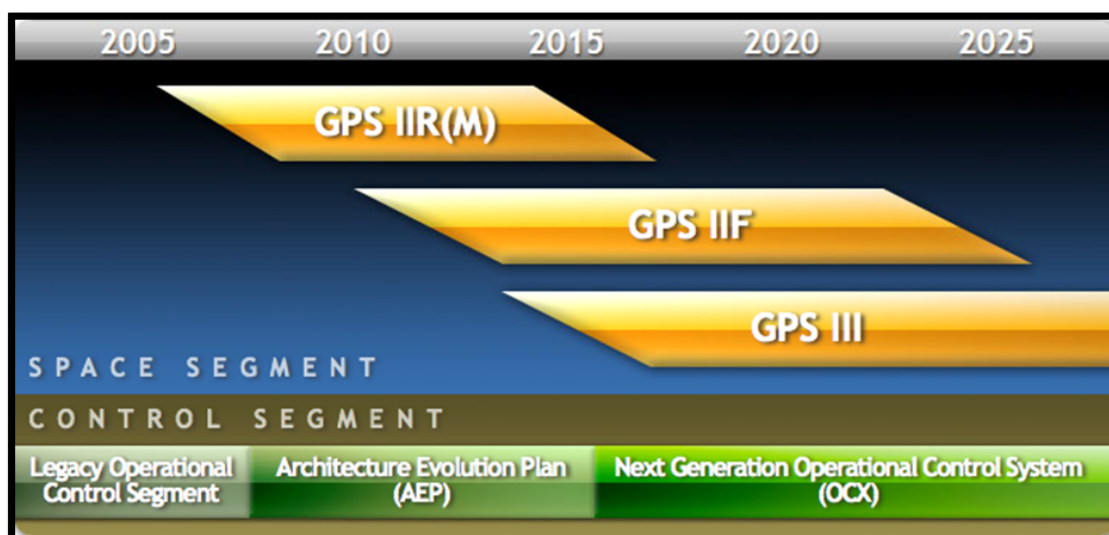 2005 2010 2015 2020 2025
GPS IIR(M)
GPS IIF
GPS III
SPACE SEGMENT
CONTROL SEGMENT
Legacy Operational
Control Segment
Architecture Evolution Plan
(AEP)
Next Generation Operational Control System
(OCX)